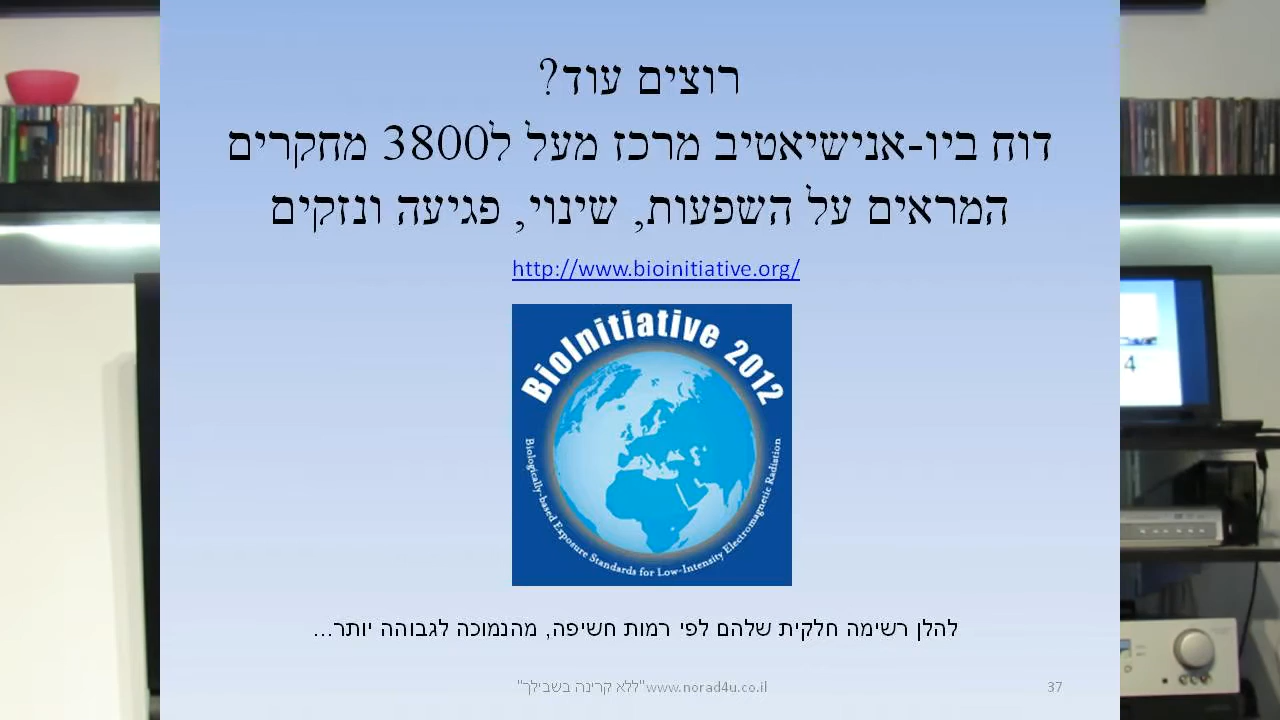 רוצים עוד?
דוח ביו-אנישיאטיב מרכז מעל ל3800 מחקרים
המראים על השפעות, שינוי, פגיעה ונזקים
http://www.bioinitiative.org/
BioInitiative 2012
Biologically-based Exposure Standards for Low-Intensity Electromagnetic Radiation
4
להלן רשימה חלקית שלהם לפי רמות חשיפה, מהנמוכה לגבוהה יותר...
www.norad4u.co.il"ללא קרינה בשבילך"
37